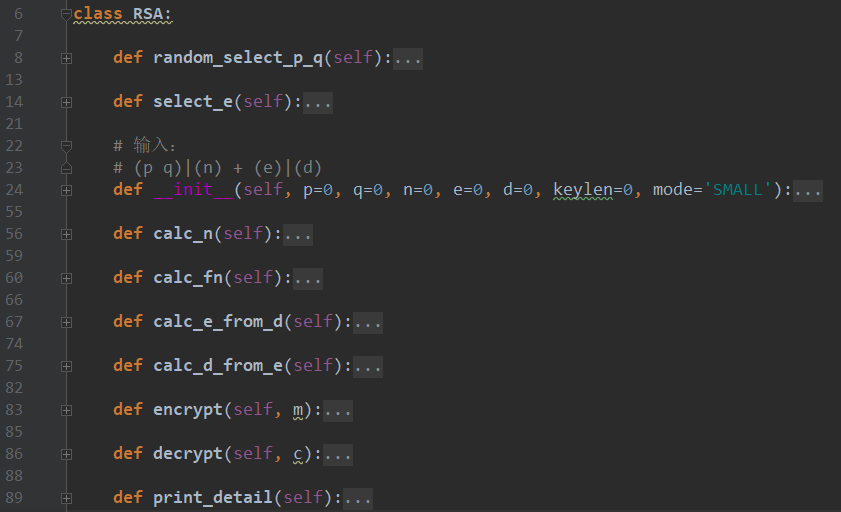 6 class RSA:
7
8 def random_select_p_q(self):...
13
14 def select_e(self):...
21
22 # 输入:
23 # (p q)|(n) + (e)|(d)
24 def __init__(self, p=0, q=0, n=0, e=0, d=0, keylen=0, mode='SMALL'):...
55
56 def calc_n(self):...
59
60 def calc_fn(self):...
66
67 def calc_e_from_d(self):...
74
75 def calc_d_from_e(self):...
82
83 def encrypt(self, m):...
85
86 def decrypt(self, c):...
88
89 def print_detail(self):...